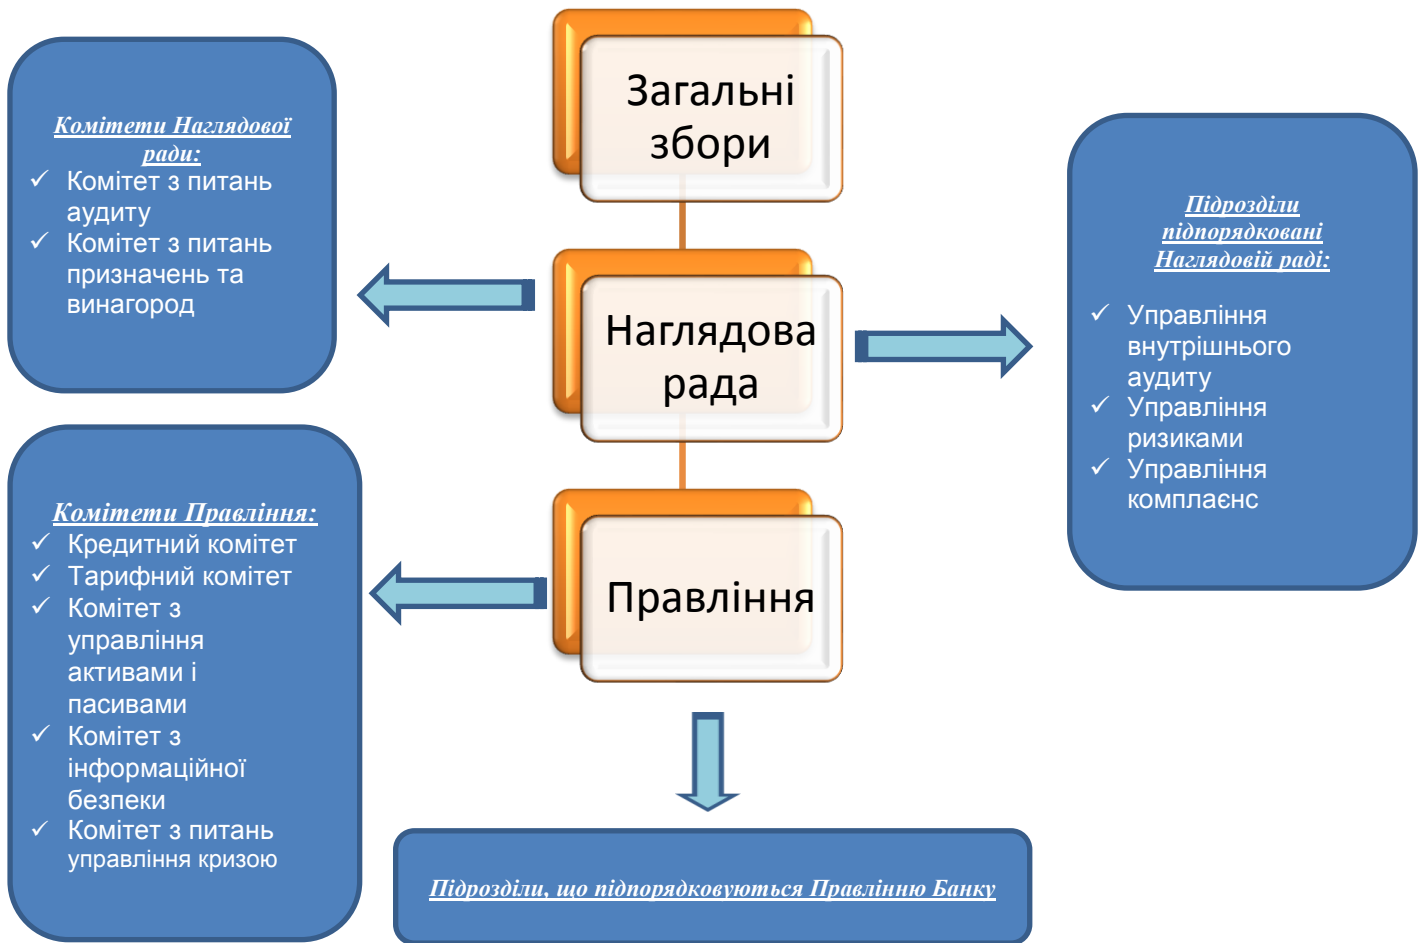 Загальні
збори
Комітети Наглядової
ради:
✓ Комітет з питань
аудиту
✓ Комітет з питань
призначень та
винагород
Наглядова
рада
Підрозділи
підпорядковані
Наглядовій раді:
✓ Управління
внутрішнього
аудиту
✓ Управління
ризиками
✓ Управління
комплаєнс
Комітети Правління:
✓ Кредитний комітет
✓ Тарифний комітет
✓ Комітет з
управління
активами і
пасивами
✓ Комітет з
інформаційної
безпеки
✓ Комітет з питань
управління кризою
Правління
Підрозділи, що підпорядковуються Правлінню Банку